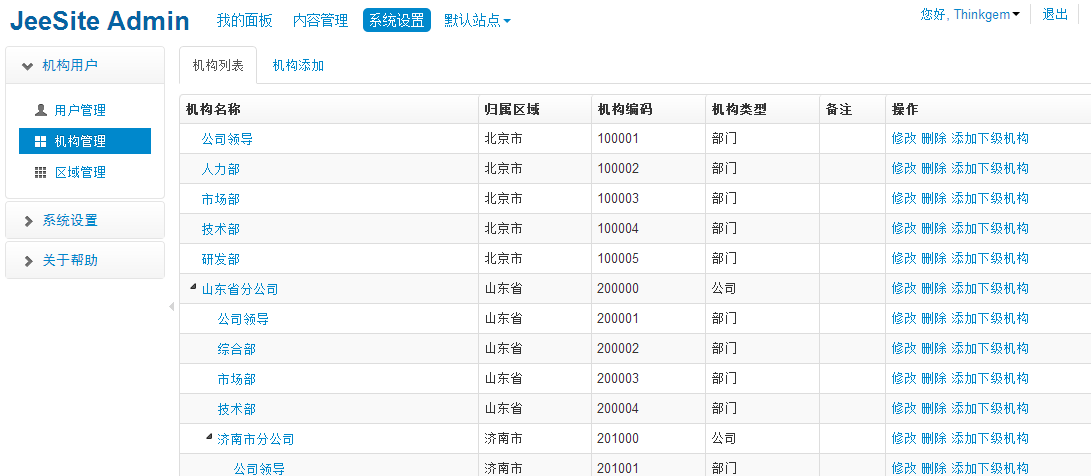 JeeSite Admin 我的面板 内容管理 系统设置 默认站点 您好, Thinkgem 退出
机构用户
用户管理
机构管理
区域管理
系统设置
关于帮助
机构列表 机构添加
机构名称 归属区域 机构编码 机构类型 备注 操作
公司领导 北京市 100001 部门 修改 删除 添加下级机构
人力部 北京市 100002 部门 修改 删除 添加下级机构
市场部 北京市 100003 部门 修改 删除 添加下级机构
技术部 北京市 100004 部门 修改 删除 添加下级机构
研发部 北京市 100005 部门 修改 删除 添加下级机构
山东省分公司 山东省 200000 公司 修改 删除 添加下级机构
公司领导 山东省 200001 部门 修改 删除 添加下级机构
综合部 山东省 200002 部门 修改 删除 添加下级机构
市场部 山东省 200003 部门 修改 删除 添加下级机构
技术部 山东省 200004 部门 修改 删除 添加下级机构
济南市分公司 济南市 201000 公司 修改 删除 添加下级机构
公司领导 济南市 201001 部门 修改 删除 添加下级机构